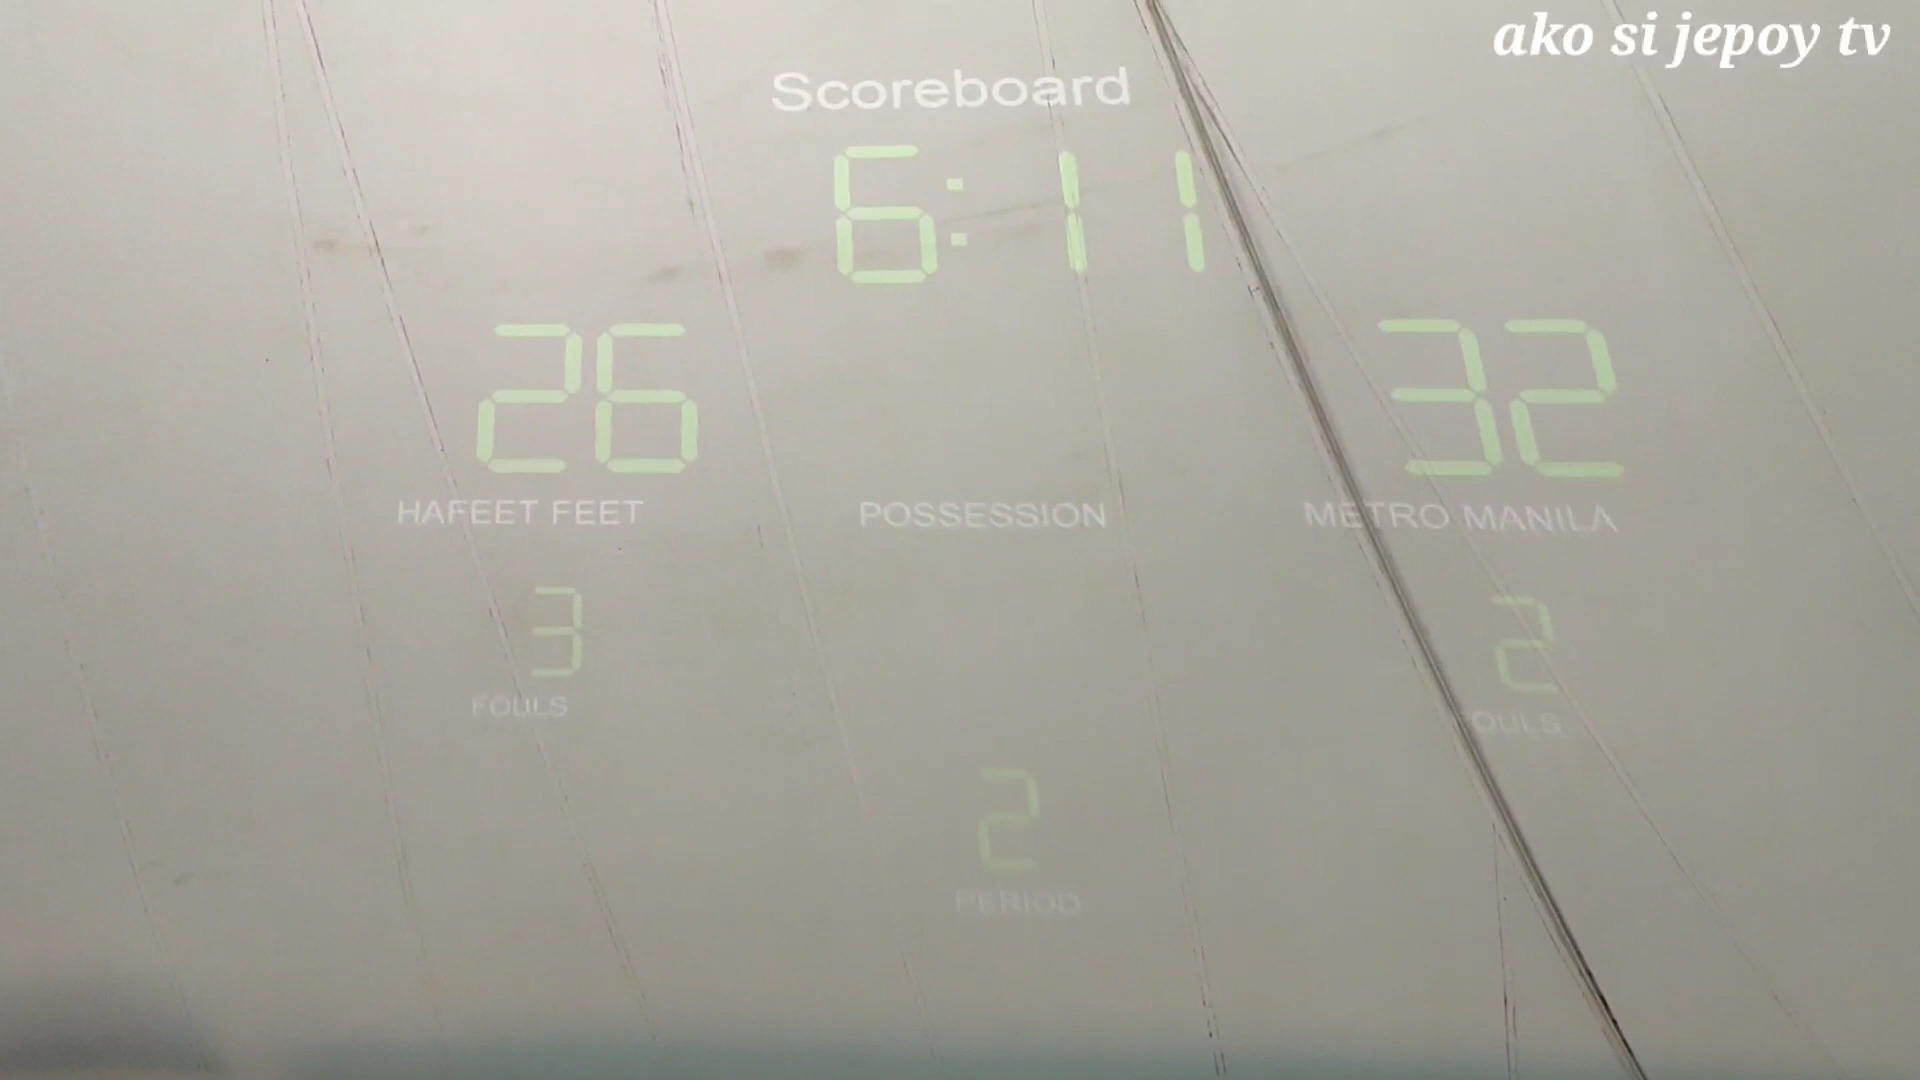 ako si jepoy tv
Scoreboard
6:11
26 32
HAFEET FEET POSSESSION METRO MANILA
3 2
FOULS FOULS
2
PERIOD